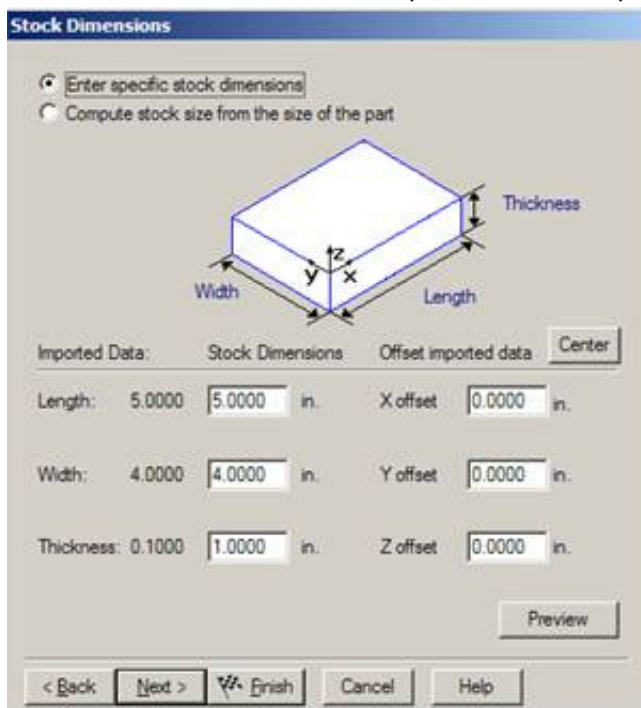 Stock Dimensions
Enter specific stock dimensions
Compute stock size from the size of the part
Thickness
z
y x
Width
Length
Imported Data: Stock Dimensions Offset imported data Center
Length: 5.0000 5.0000 in. X offset 0.0000 in.
Width: 4.0000 4.0000 in. Y offset 0.0000 in.
Thickness: 0.1000 1.0000 in. Z offset 0.0000 in.
Preview
< Back Next > Finish Cancel Help